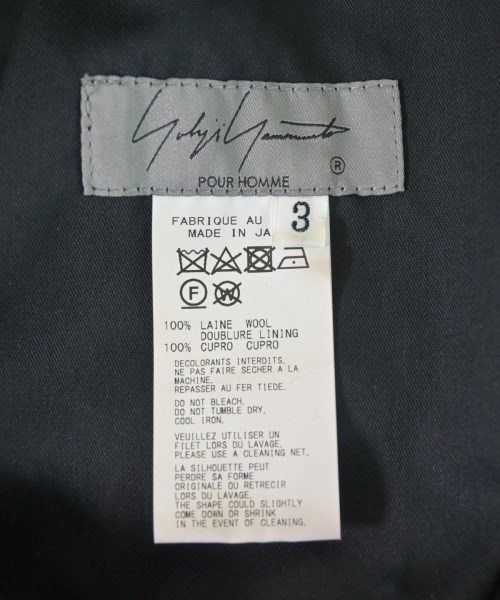 Yohji Yamamoto
®
POUR HOMME
3
FABRIQUE AU
MADE IN JA
F
W
100% LAINE WOOL
DOUBLURE LINING
100% CUPRO CUPRO
DECOLORANTS INTERDITS.
NE PAS FAIRE SECHER A LA
MACHINE.
REPASSER AU FER TIEDE.
DO NOT BLEACH.
DO NOT TUMBLE DRY.
COOL IRON.
VEUILLEZ UTILISER UN
FILET LORS DU LAVAGE.
PLEASE USE A CLEANING NET.
LA SILHOUETTE PEUT
PERDRE SA FORME
ORIGINALE DU RETRECIR
LORS DU LAVAGE.
THE SHAPE COULD SLIGHTLY
COME DOWN OR SHRINK
IN THE EVENT OF CLEANING.